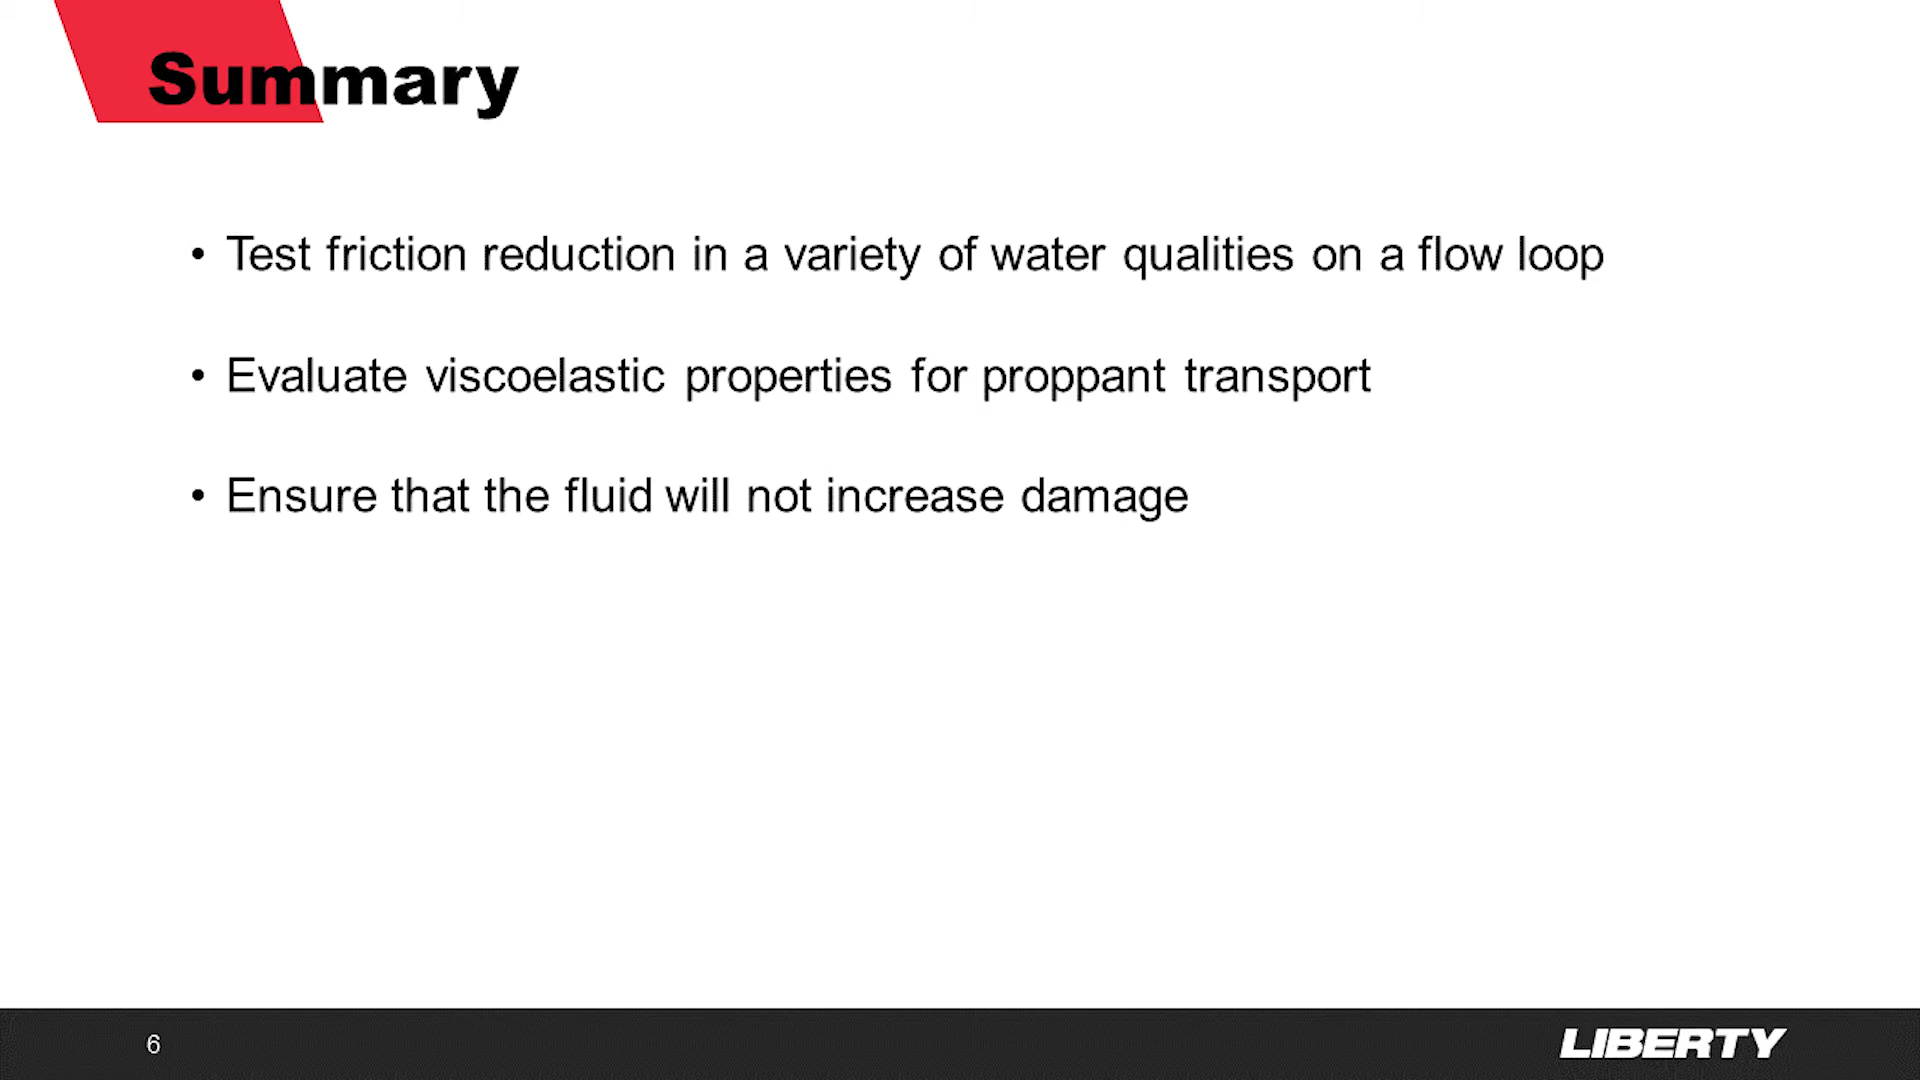 Summary
• Test friction reduction in a variety of water qualities on a flow loop
• Evaluate viscoelastic properties for proppant transport
• Ensure that the fluid will not increase damage
6
LIBERTY